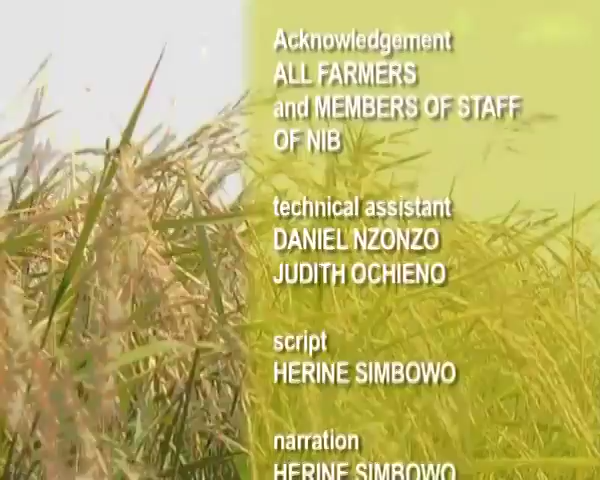 Acknowledgement
ALL FARMERS
and MEMBERS OF STAFF
OF NIB
technical assistant
DANIEL NZONZO
JUDITH OCHIENO
script
HERINE SIMBOWO
narration
HERINE SIMBOWO